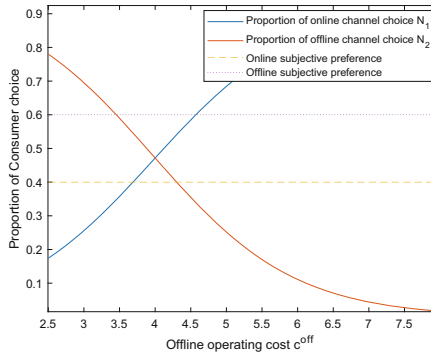 0.9
0.8
0.7
0.6
0.5
0.4
0.3
0.2
0.1
Proportion of Consumer choice
Proportion of online channel choice N1
Proportion of offline channel choice N2
Online subjective preference
Offline subjective preference
2.5 3 3.5 4 4.5 5 5.5 6 6.5 7 7.5
Offline operating cost c^off